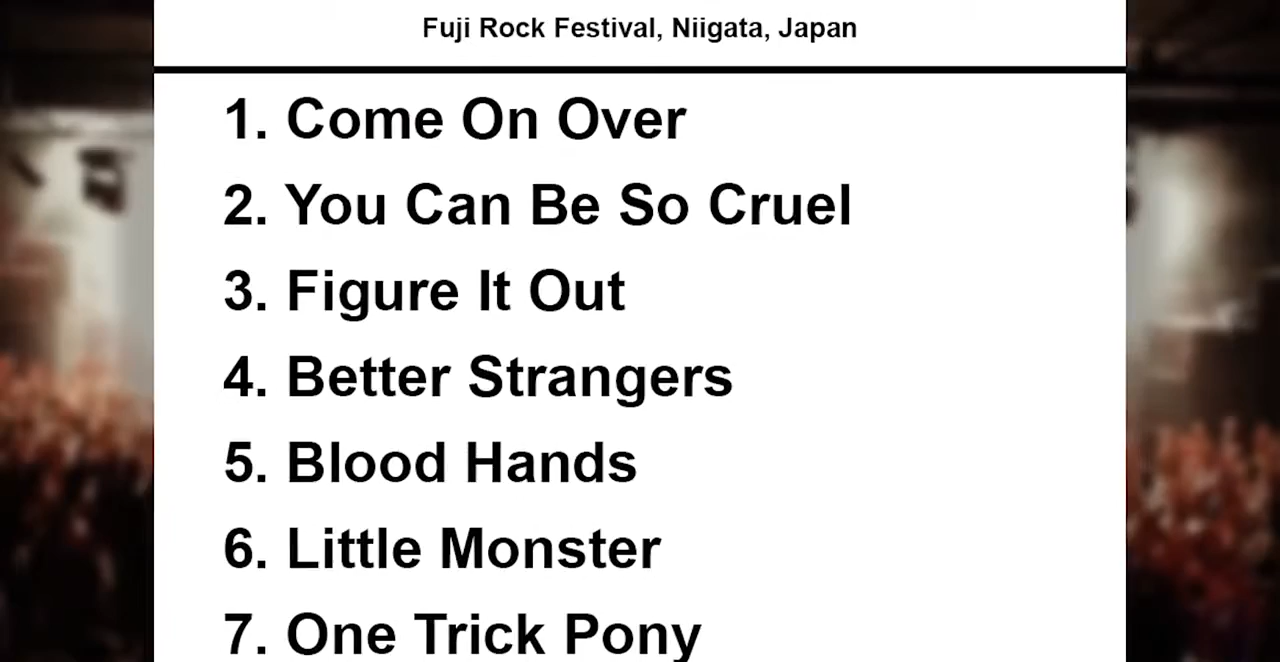 Fuji Rock Festival, Niigata, Japan
1. Come On Over
2. You Can Be So Cruel
3. Figure It Out
4. Better Strangers
5. Blood Hands
6. Little Monster
7. One Trick Pony